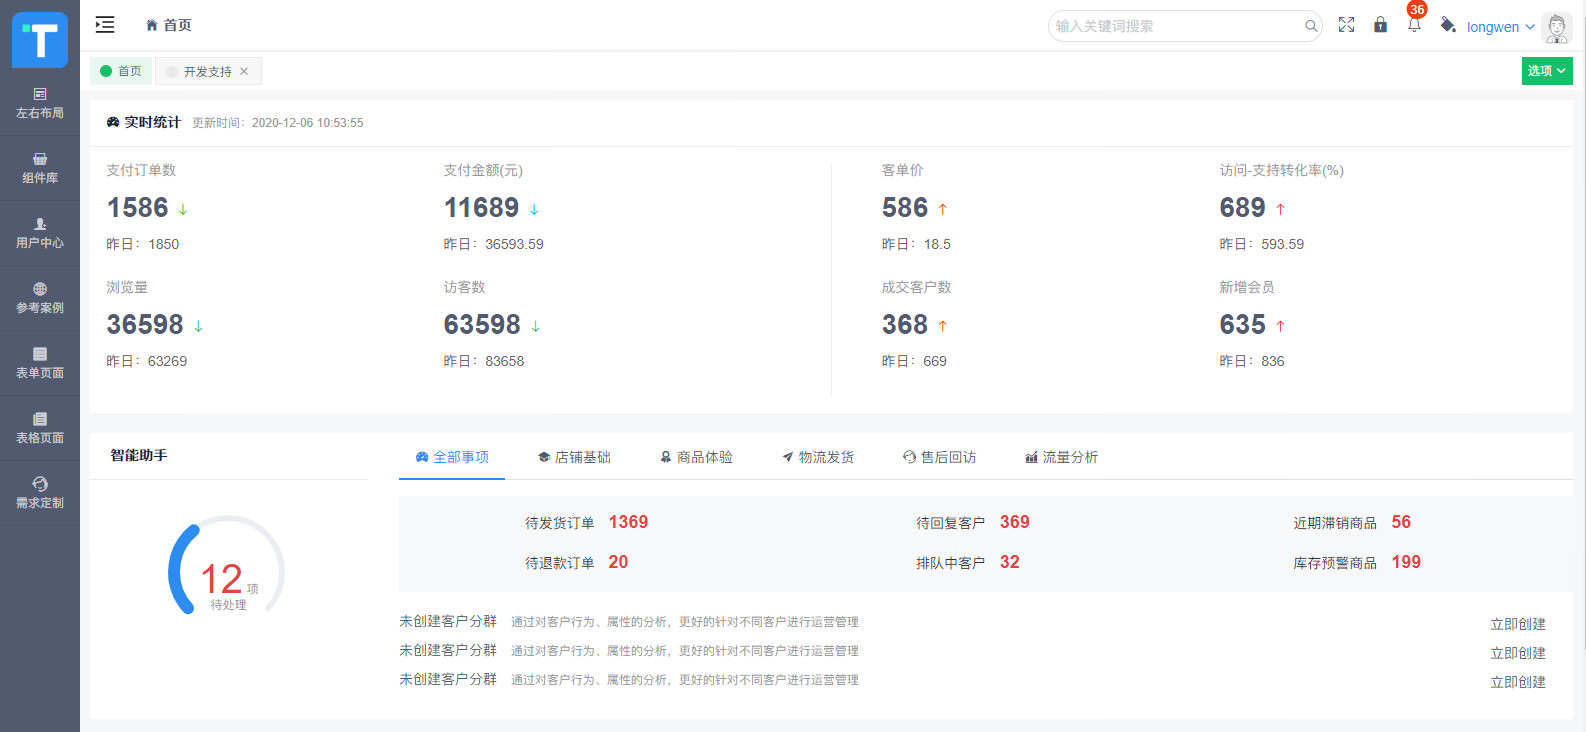 T
首页
输入关键词搜索
36
longwen
首页
开发支持
选项
左右布局
组件库
用户中心
参考案例
表单页面
表格页面
需求定制
实时统计 更新时间：2020-12-06 10:53:55
支付订单数
1586
昨日：1850
支付金额(元)
11689
昨日：36593.59
客单价
586
昨日：18.5
访问-支持转化率(%)
689
昨日：593.59
浏览量
36598
昨日：63269
访客数
63598
昨日：83658
成交客户数
368
昨日：669
新增会员
635
昨日：836
智能助手
12 项
待处理
全部事项
店铺基础
商品体验
物流发货
售后回访
流量分析
待发货订单 1369
待回复客户 369
近期滞销商品 56
待退款订单 20
排队中客户 32
库存预警商品 199
未创建客户分群 通过对客户行为、属性的分析，更好的针对不同客户进行运营管理 立即创建
未创建客户分群 通过对客户行为、属性的分析，更好的针对不同客户进行运营管理 立即创建
未创建客户分群 通过对客户行为、属性的分析，更好的针对不同客户进行运营管理 立即创建